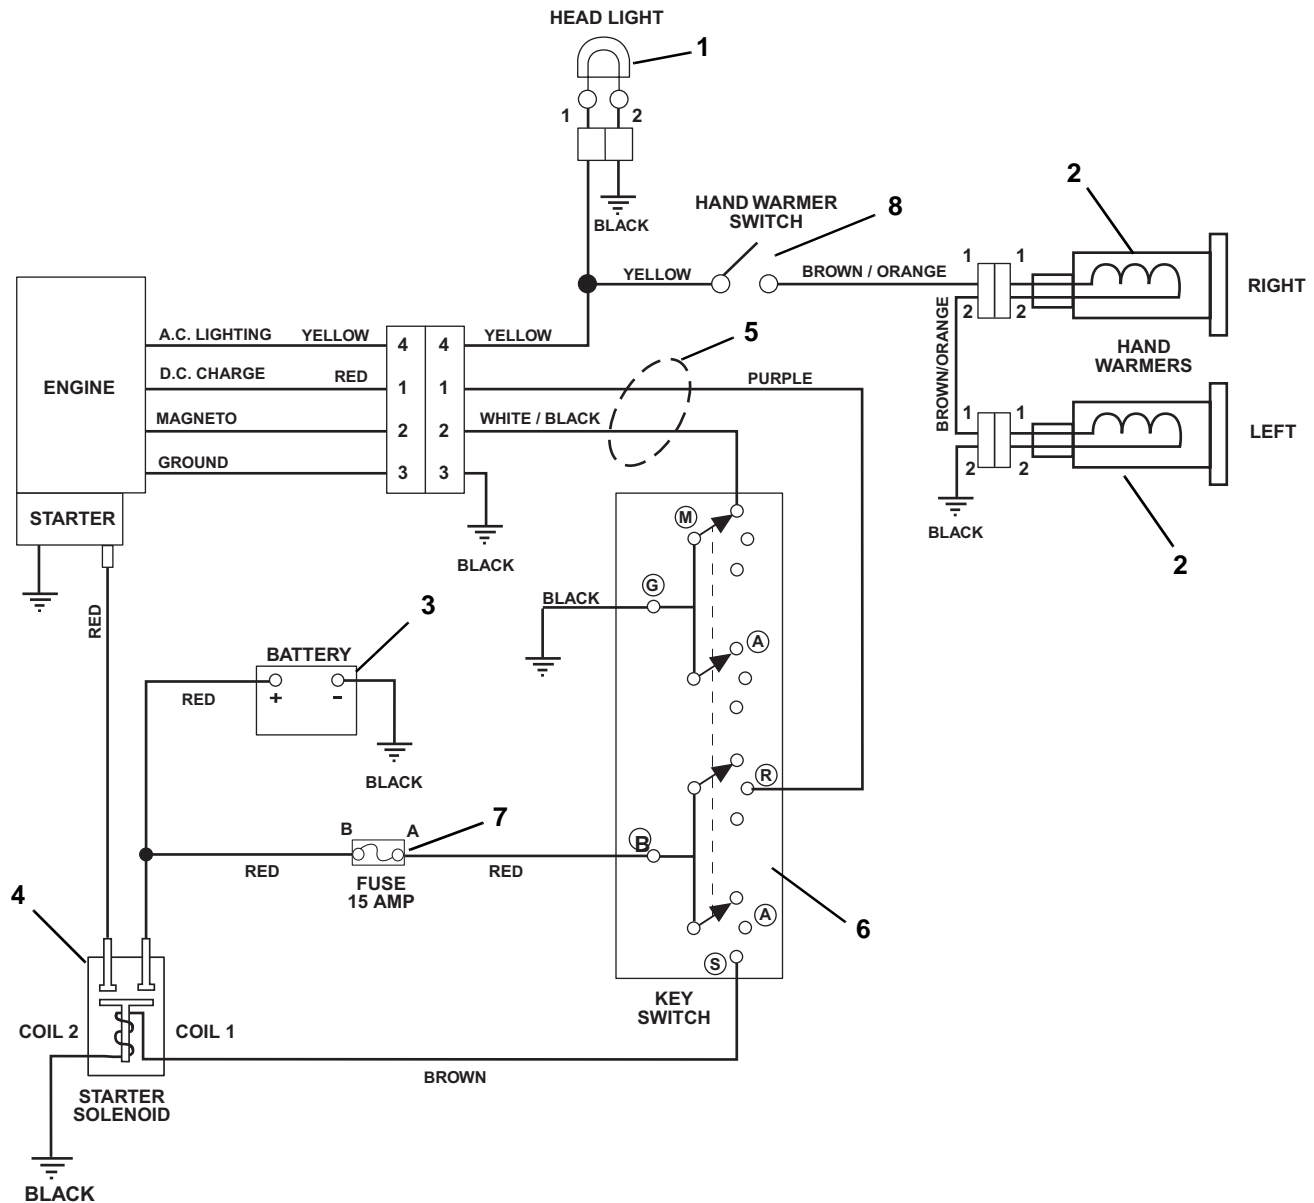 HEAD LIGHT
1
1 2
BLACK
HAND WARMER
SWITCH
8
2
YELLOW
BROWN / ORANGE
1 1
2 2
RIGHT
BROWN/ORANGE
HAND
WARMERS
1 1
2 2
LEFT
BLACK
2
ENGINE
A.C. LIGHTING YELLOW 4 4 YELLOW
5
D.C. CHARGE RED 1 1 PURPLE
MAGNETO 2 2 WHITE / BLACK
GROUND 3 3
STARTER
BLACK
RED
M
G
BLACK
A
BATTERY
3
+ -
RED
BLACK
R
B A
7
B
RED
FUSE
15 AMP
RED
A
6
S
KEY
SWITCH
4
COIL 2 COIL 1
BROWN
STARTER
SOLENOID
BLACK